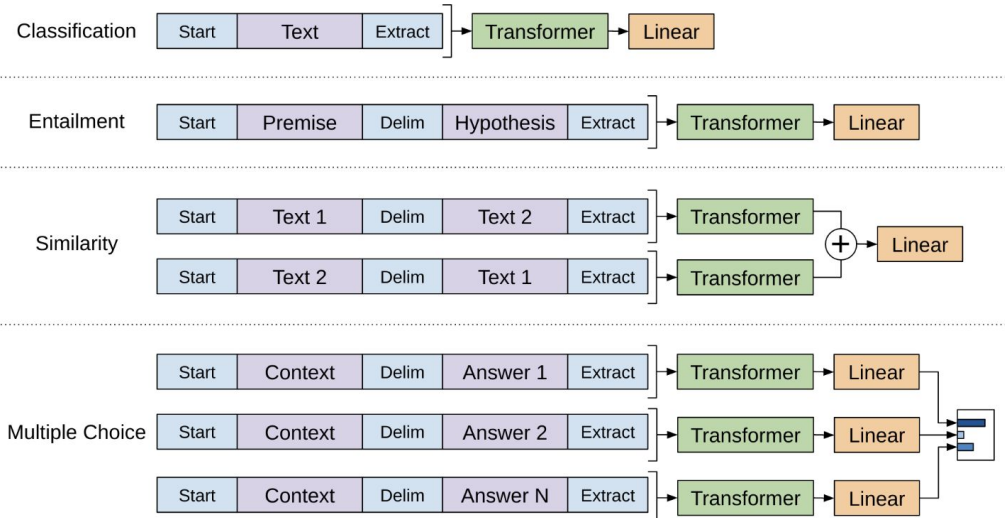 Classification Start Text Extract Transformer Linear
Entailment Start Premise Delim Hypothesis Extract Transformer Linear
Similarity
Start Text 1 Delim Text 2 Extract Transformer
+ Linear
Start Text 2 Delim Text 1 Extract Transformer
Start Context Delim Answer 1 Extract Transformer Linear
Multiple Choice Start Context Delim Answer 2 Extract Transformer Linear
Start Context Delim Answer N Extract Transformer Linear